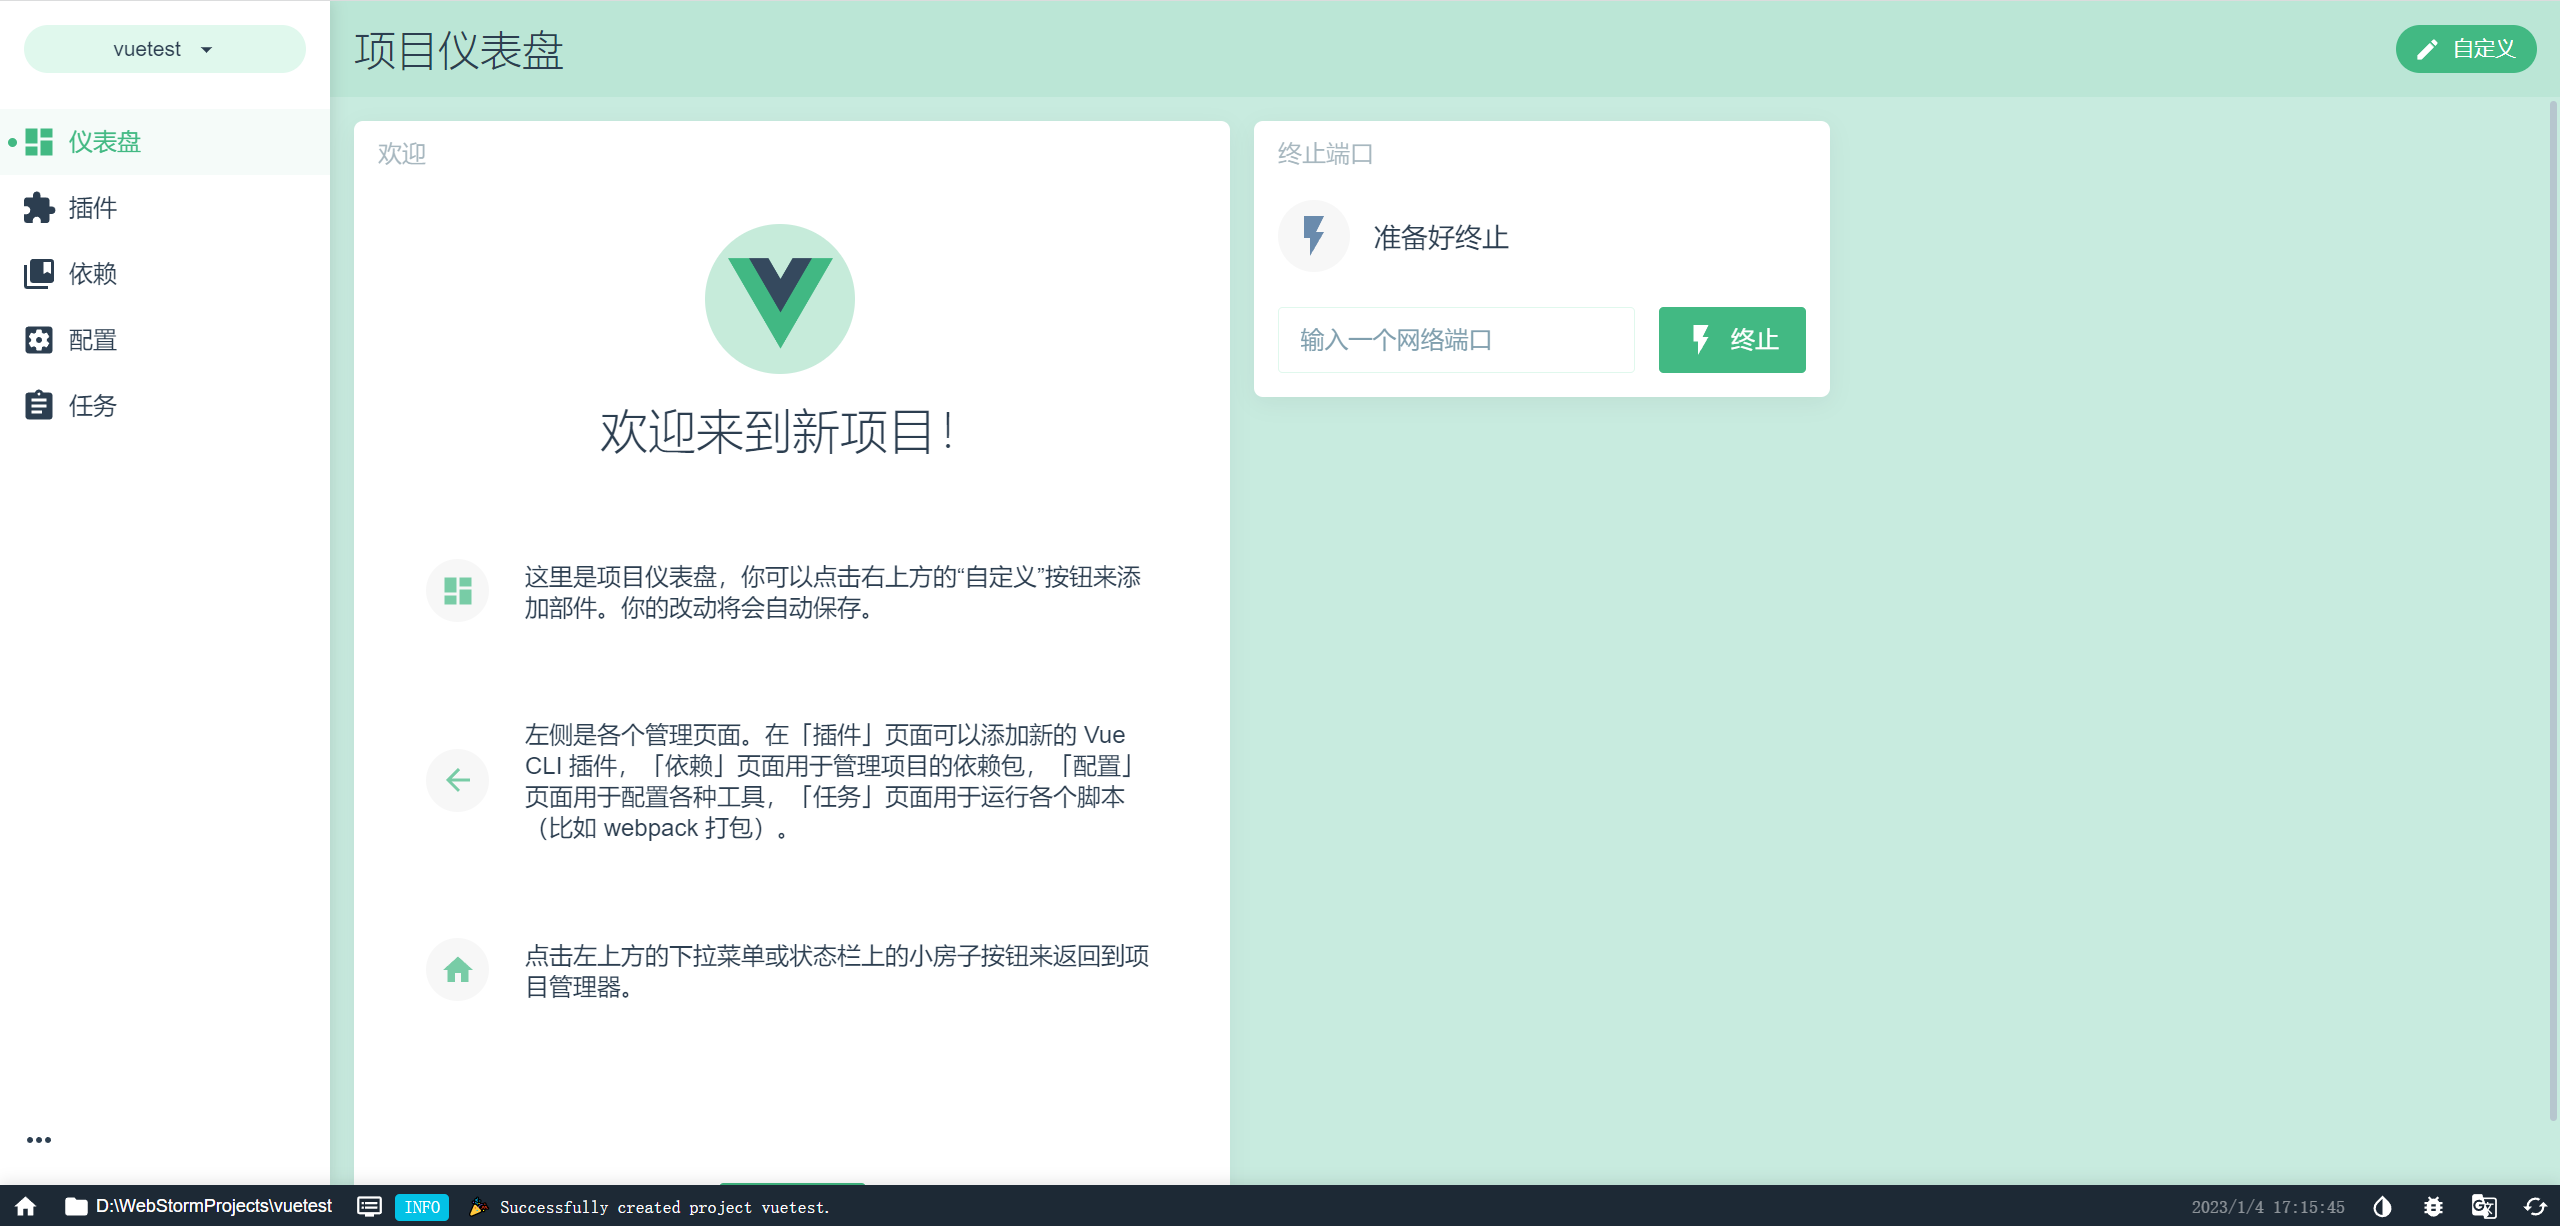 vuetest
项目仪表盘
自定义
仪表盘
插件
依赖
配置
任务
欢迎
欢迎来到新项目！
这里是项目仪表盘，你可以点击右上方的“自定义”按钮来添
加部件。你的改动将会自动保存。
左侧是各个管理页面。在「插件」页面可以添加新的 Vue
CLI 插件，「依赖」页面用于管理项目的依赖包，「配置」
页面用于配置各种工具，「任务」页面用于运行各个脚本
（比如 webpack 打包）。
点击左上方的下拉菜单或状态栏上的小房子按钮来返回到项
目管理器。
终止端口
准备好终止
输入一个网络端口
终止
D:\WebStormProjects\vuetest
INFO
🎉 Successfully created project vuetest.
2023/1/4 17:15:45